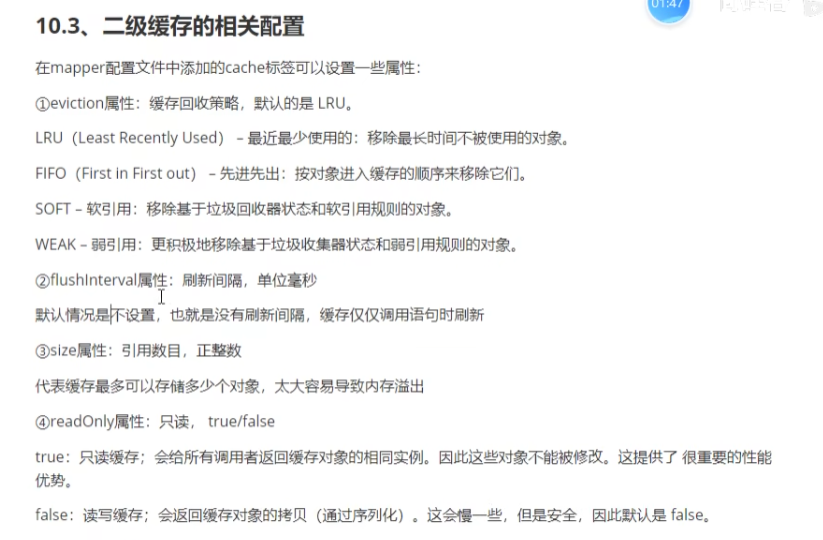 01:47
10.3、二级缓存的相关配置
在mapper配置文件中添加的cache标签可以设置一些属性：
①eviction属性：缓存回收策略，默认的是 LRU。
LRU（Least Recently Used） – 最近最少使用的：移除最长时间不被使用的对象。
FIFO（First in First out） – 先进先出：按对象进入缓存的顺序来移除它们。
SOFT – 软引用：移除基于垃圾回收器状态和软引用规则的对象。
WEAK – 弱引用：更积极地移除基于垃圾收集器状态和弱引用规则的对象。
②flushInterval属性：刷新间隔，单位毫秒
默认情况是不设置，也就是没有刷新间隔，缓存仅仅调用语句时刷新
③size属性：引用数目，正整数
代表缓存最多可以存储多少个对象，太大容易导致内存溢出
④readOnly属性：只读， true/false
true：只读缓存；会给所有调用者返回缓存对象的相同实例。因此这些对象不能被修改。这提供了 很重要的性能
优势。
false：读写缓存；会返回缓存对象的拷贝（通过序列化）。这会慢一些，但是安全，因此默认是 false。